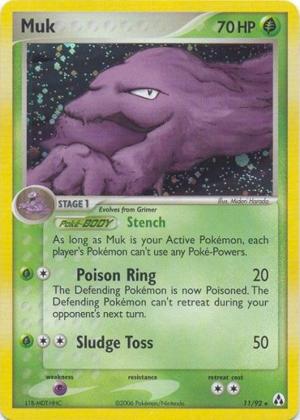 Muk
70 HP
Illus. Midori Harada
STAGE 1
Evolves from Grimer
Poké-BODY Stench
As long as Muk is your Active Pokémon, each
player's Pokémon can't use any Poké-Powers.
Poison Ring 20
The Defending Pokémon is now Poisoned. The
Defending Pokémon can't retreat during your
opponent's next turn.
Sludge Toss 50
weakness resistance retreat cost
LTR-MDT-HHC ©2006 Pokémon/Nintendo 11/92